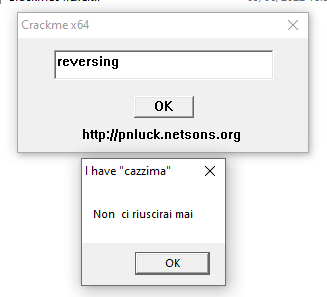 Crackme x64
reversing
OK
http://pnluck.netsons.org
I have "cazzima"
Non ci riuscirai mai
OK